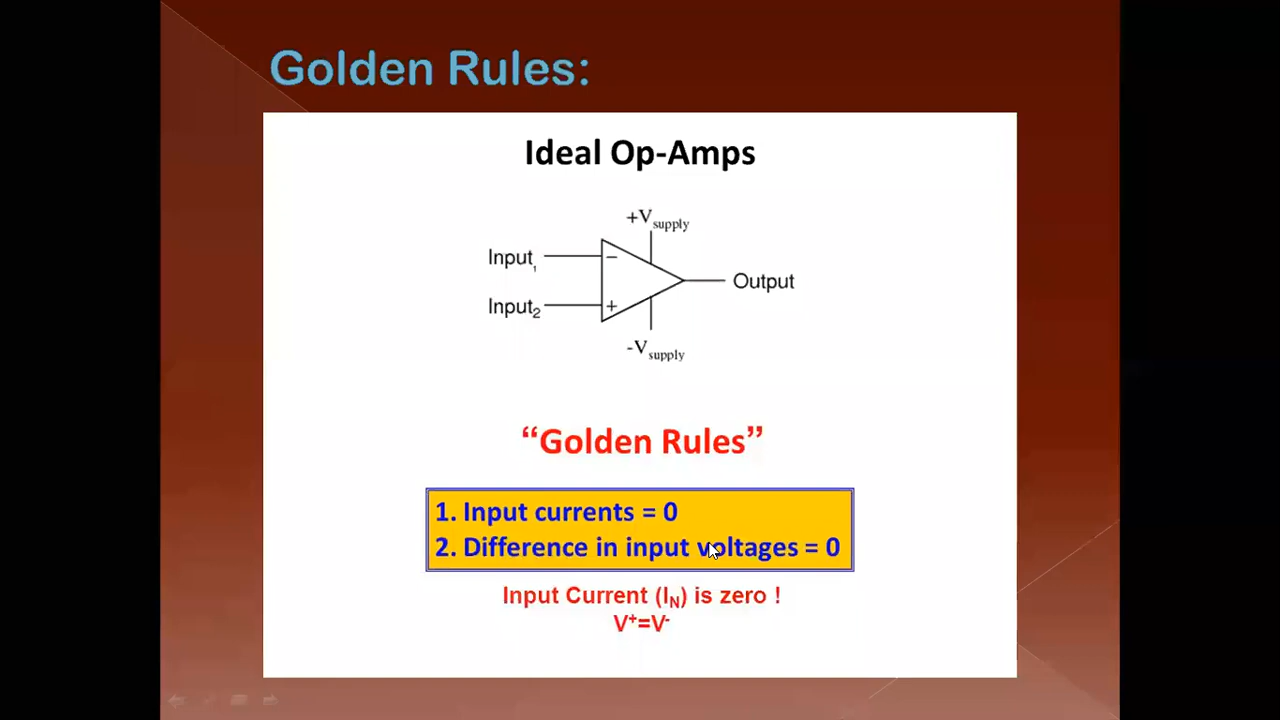 Golden Rules:
Ideal Op-Amps
+Vsupply
Input1
−
Output
Input2
+
-Vsupply
“Golden Rules”
1. Input currents = 0
2. Difference in input voltages = 0
Input Current (IN) is zero !
V+=V-